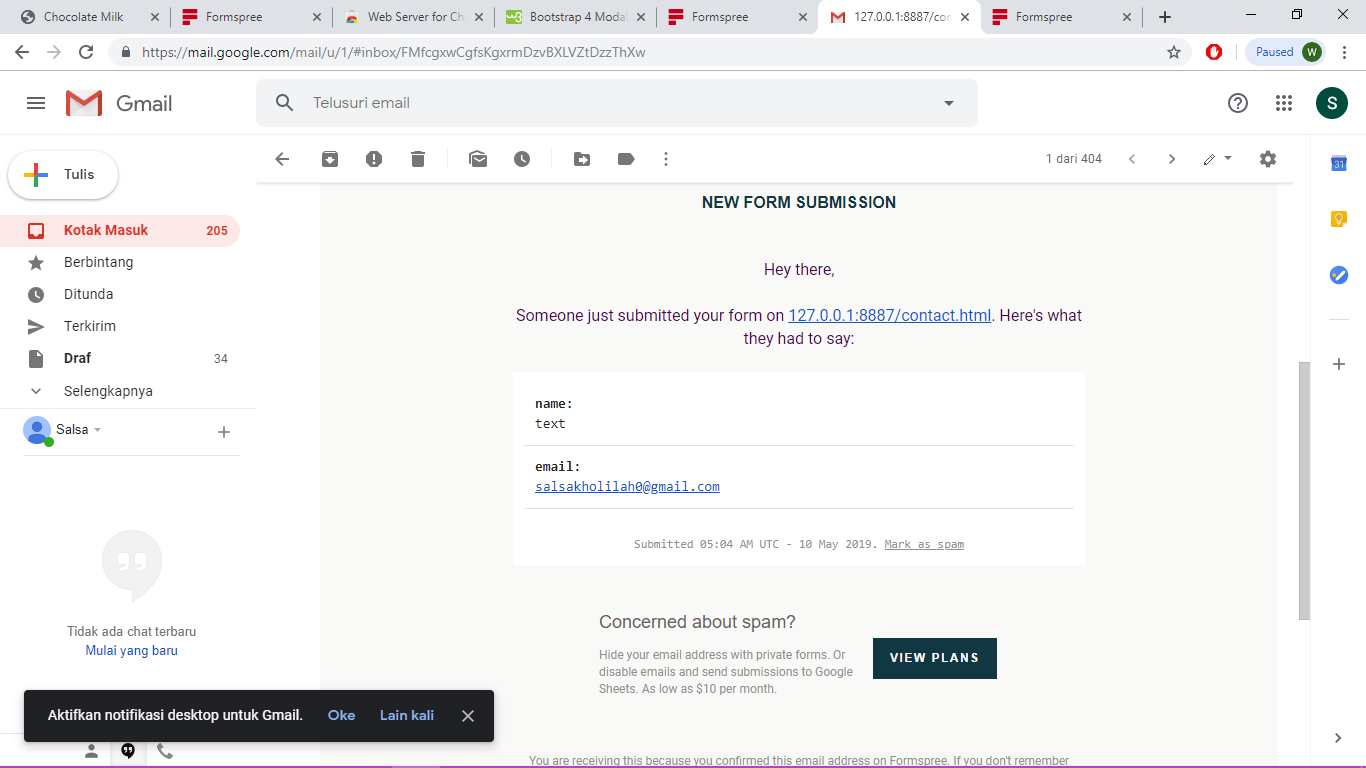 Chocolate Milk
Formspree
Web Server for Ch
Bootstrap 4 Modal
Formspree
127.0.0.1:8887/con
Formspree
https://mail.google.com/mail/u/1/#inbox/FMfcgxwCgfsKgxrmDzvBXLVZtDzzThXw
Paused
W
Gmail
Telusuri email
S
Tulis
1 dari 404
31
Kotak Masuk 205
Berbintang
Ditunda
Terkirim
Draf 34
Selengkapnya
Salsa
Tidak ada chat terbaru
Mulai yang baru
NEW FORM SUBMISSION
Hey there,
Someone just submitted your form on 127.0.0.1:8887/contact.html. Here's what
they had to say:
name:
text
email:
salsakholilah0@gmail.com
Submitted 05:04 AM UTC - 10 May 2019. Mark as spam
Concerned about spam?
Hide your email address with private forms. Or
disable emails and send submissions to Google
Sheets. As low as $10 per month.
VIEW PLANS
You are receiving this because you confirmed this email address on Formspree. If you don't remember
Aktifkan notifikasi desktop untuk Gmail. Oke Lain kali